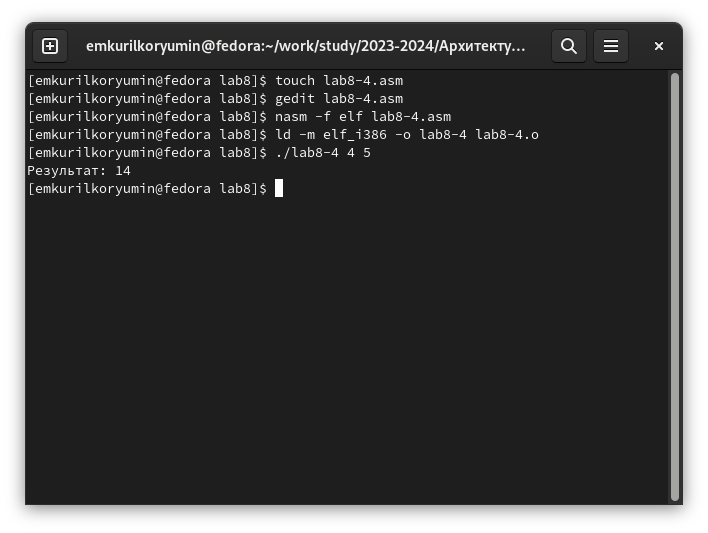 emkurilkoryumin@fedora:~/work/study/2023-2024/Архитекту...
[emkurilkoryumin@fedora lab8]$ touch lab8-4.asm
[emkurilkoryumin@fedora lab8]$ gedit lab8-4.asm
[emkurilkoryumin@fedora lab8]$ nasm -f elf lab8-4.asm
[emkurilkoryumin@fedora lab8]$ ld -m elf_i386 -o lab8-4 lab8-4.o
[emkurilkoryumin@fedora lab8]$ ./lab8-4 4 5
Результат: 14
[emkurilkoryumin@fedora lab8]$